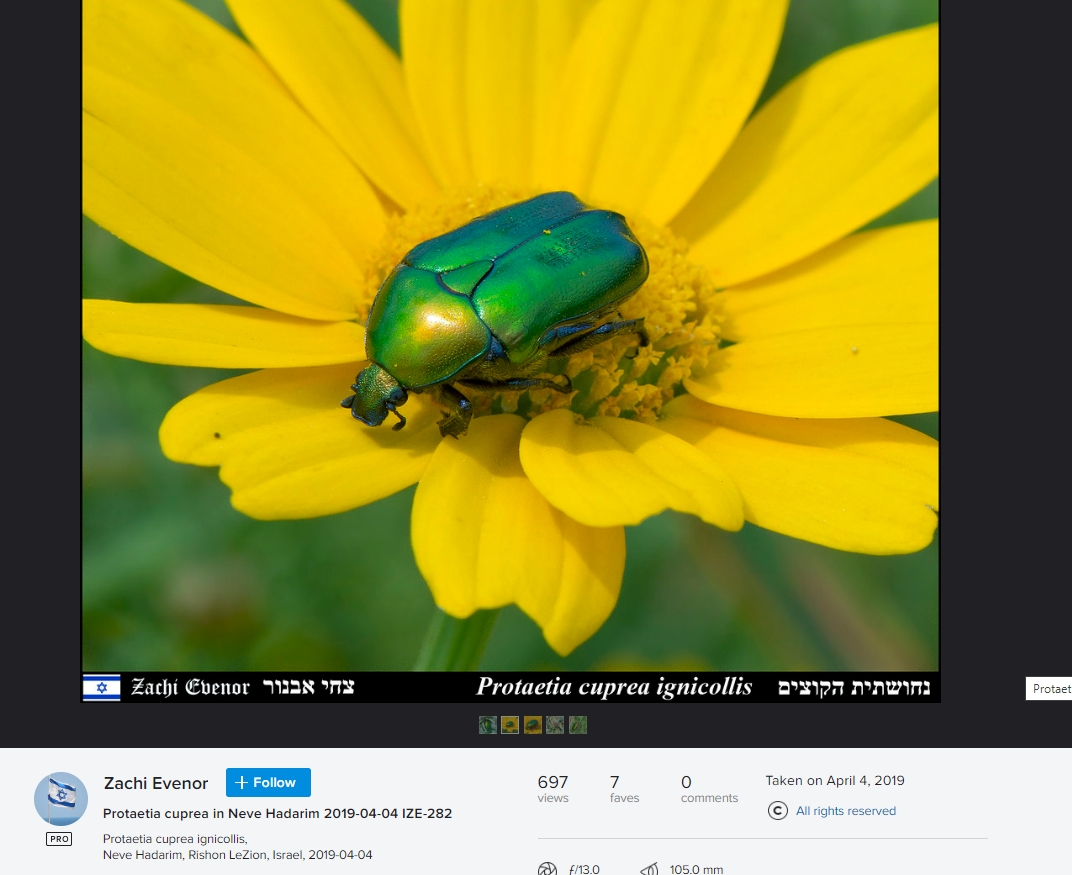 Zachi Evenor צחי אבנור Protaetia cuprea ignicollis נחושתית הקוצים
Protaet
Zachi Evenor
+ Follow
Protaetia cuprea in Neve Hadarim 2019-04-04 IZE-282
PRO
Protaetia cuprea ignicollis,
Neve Hadarim, Rishon LeZion, Israel, 2019-04-04
697 7 0
views faves comments
Taken on April 4, 2019
C All rights reserved
ƒ/13.0 105.0 mm